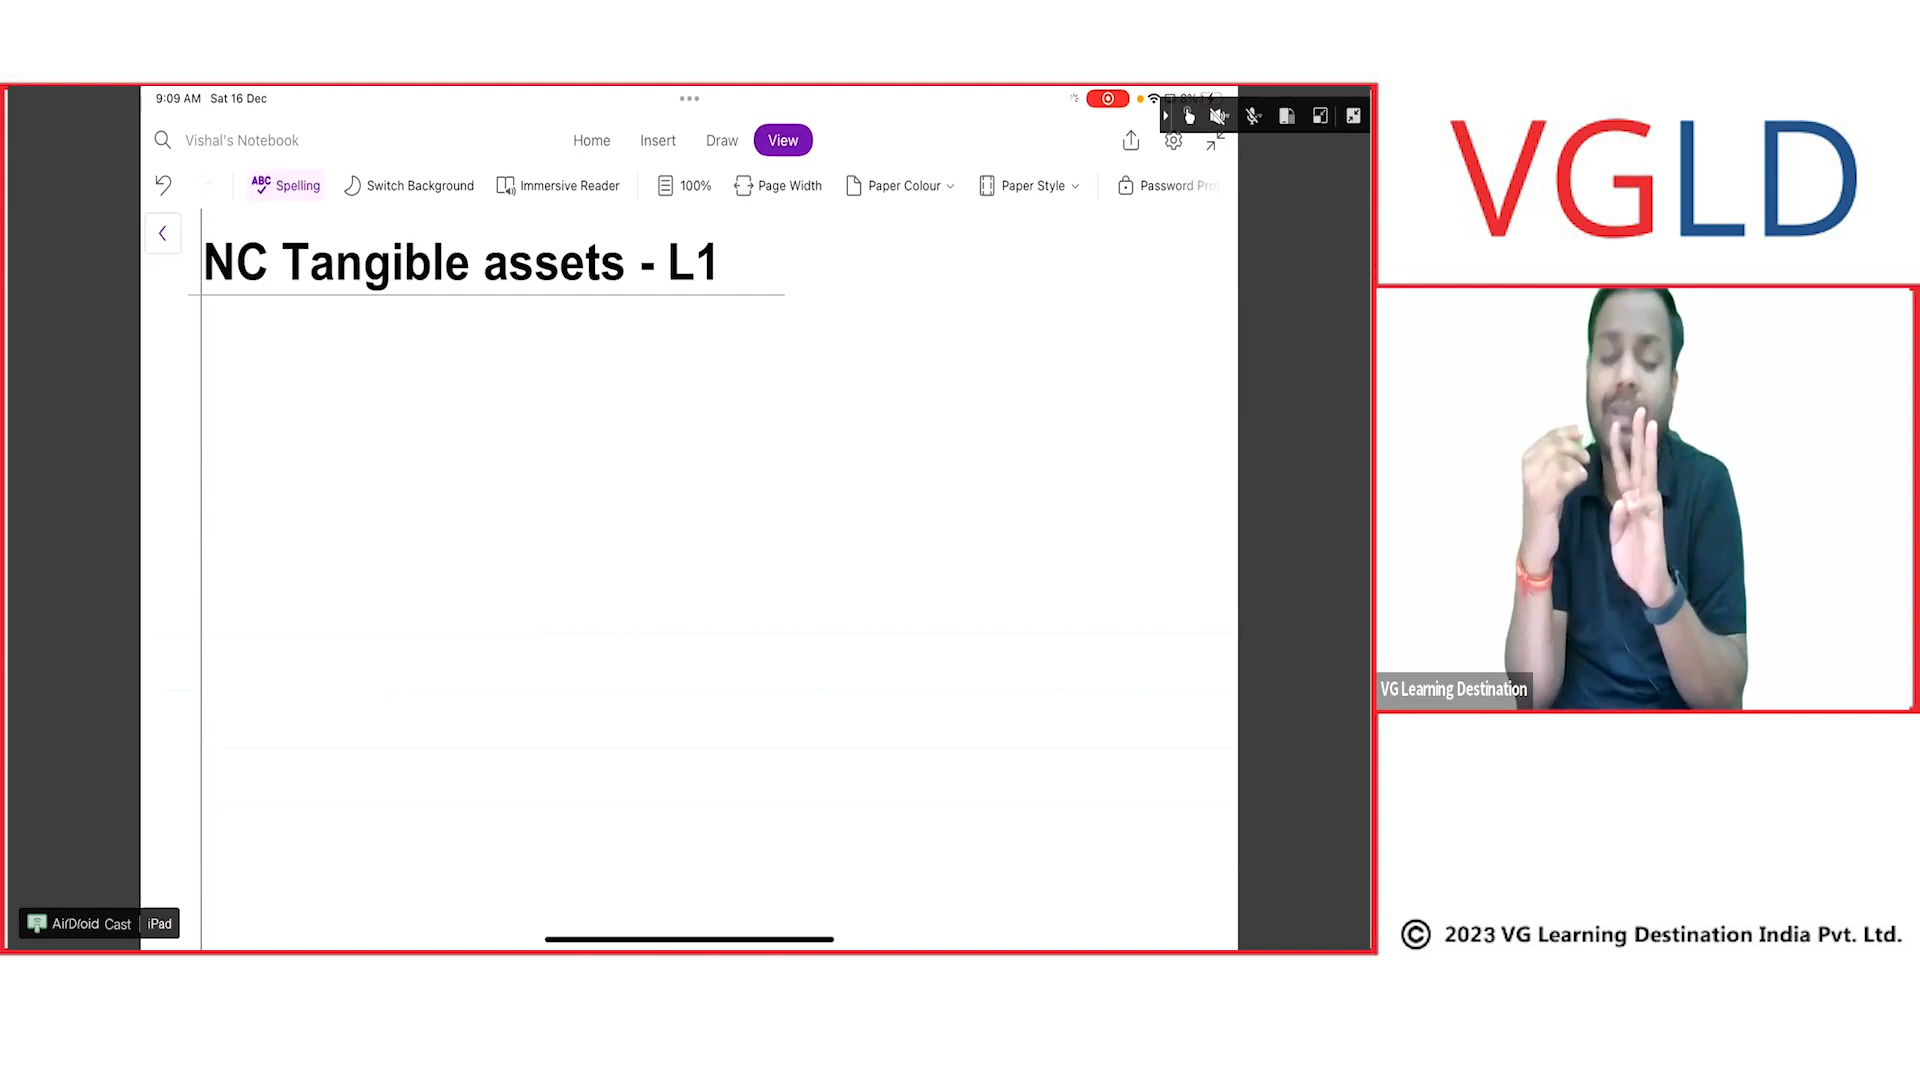 9:09 AM Sat 16 Dec
Vishal's Notebook
Home Insert Draw View
ABC Spelling Switch Background Immersive Reader 100% Page Width Paper Colour Paper Style Password Pro
NC Tangible assets - L1
VGLD
VG Learning Destination
AirDroid Cast iPad
© 2023 VG Learning Destination India Pvt. Ltd.